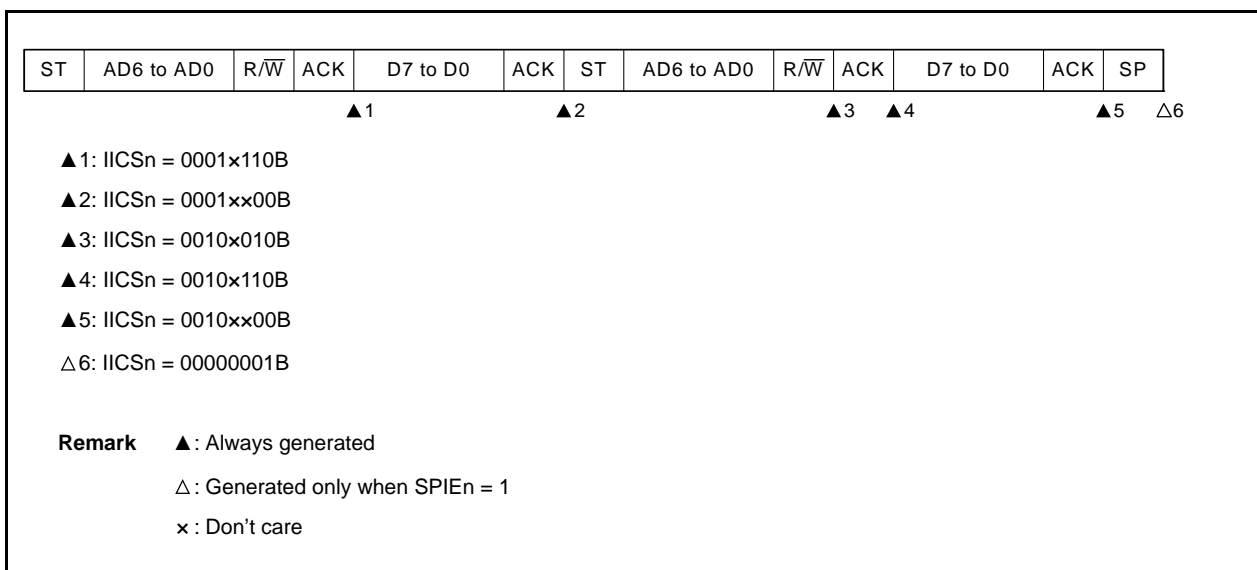 ST AD6 to AD0 R/W̅ ACK D7 to D0 ACK ST AD6 to AD0 R/W̅ ACK D7 to D0 ACK SP
▲1 ▲2 ▲3 ▲4 ▲5 △6
▲1: IICSn = 0001×110B
▲2: IICSn = 0001××00B
▲3: IICSn = 0010×010B
▲4: IICSn = 0010×110B
▲5: IICSn = 0010××00B
△6: IICSn = 00000001B
Remark ▲: Always generated
△: Generated only when SPIEn = 1
×: Don't care